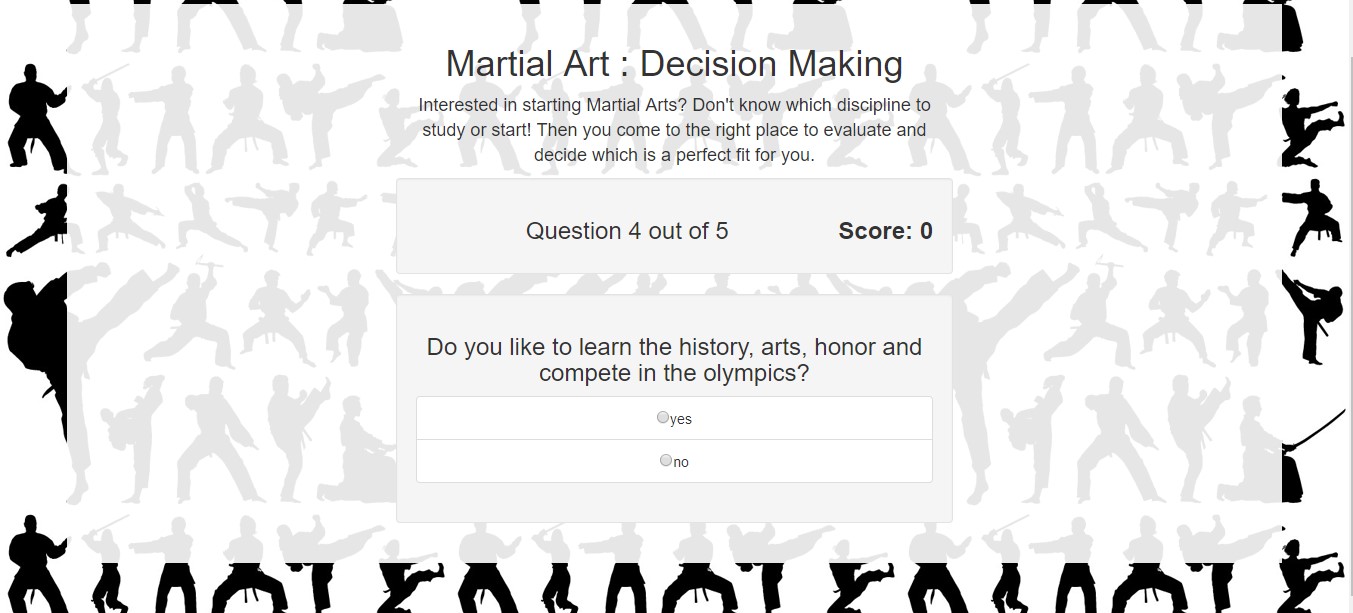 Martial Art : Decision Making
Interested in starting Martial Arts? Don't know which discipline to
study or start! Then you come to the right place to evaluate and
decide which is a perfect fit for you.
Question 4 out of 5
Score: 0
Do you like to learn the history, arts, honor and
compete in the olympics?
yes
no